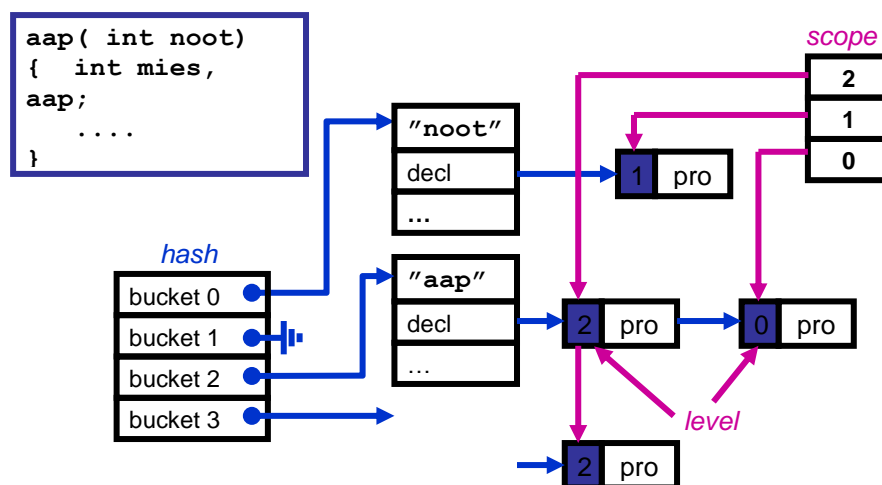 aap( int noot)
{ int mies,
aap;
....
}
scope
2
1
0
"noot"
decl
...
1 pro
hash
bucket 0
bucket 1
bucket 2
bucket 3
"aap"
decl
...
2 pro
0 pro
level
2 pro